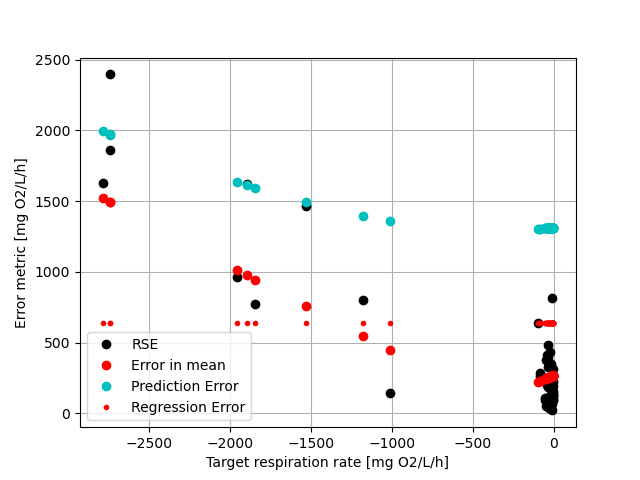 2500
2000
1500
1000
500
0
Error metric [mg O2/L/h]
RSE
Error in mean
Prediction Error
Regression Error
−2500 −2000 −1500 −1000 −500 0
Target respiration rate [mg O2/L/h]